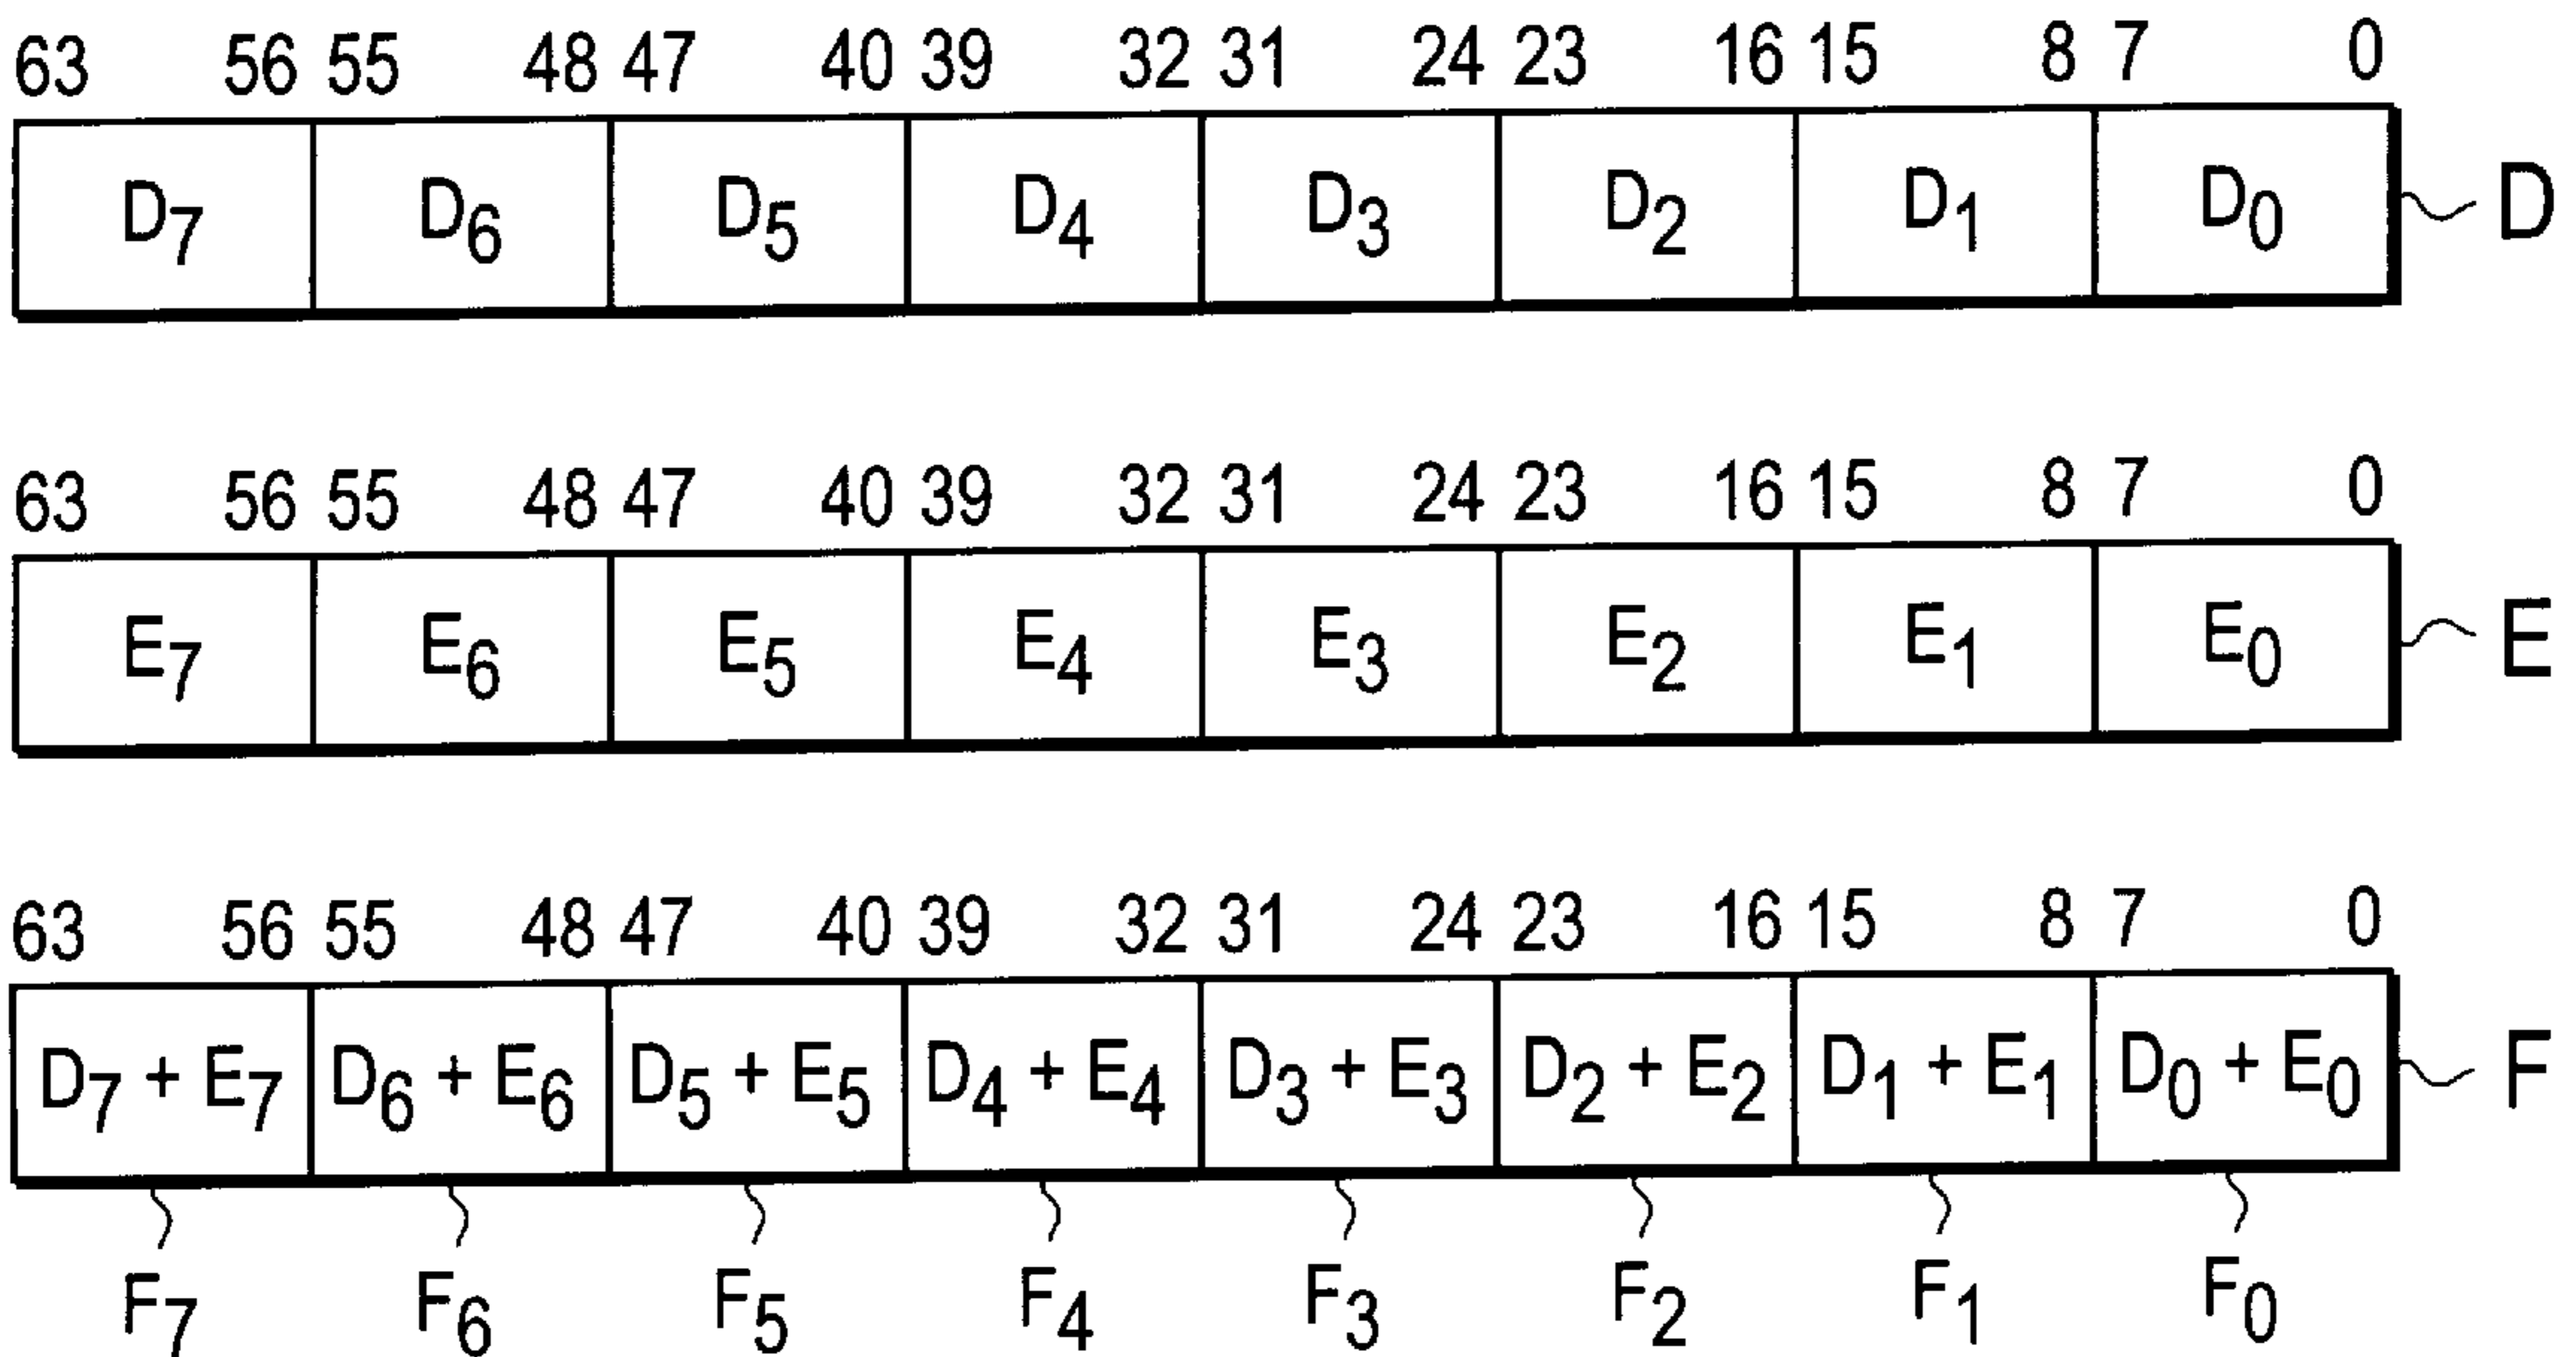 63 56 55 48 47 40 39 32 31 24 23 16 15 8 7 0
D7 D6 D5 D4 D3 D2 D1 D0 D
63 56 55 48 47 40 39 32 31 24 23 16 15 8 7 0
E7 E6 E5 E4 E3 E2 E1 E0 E
63 56 55 48 47 40 39 32 31 24 23 16 15 8 7 0
D7 + E7 D6 + E6 D5 + E5 D4 + E4 D3 + E3 D2 + E2 D1 + E1 D0 + E0 F
F7 F6 F5 F4 F3 F2 F1 F0